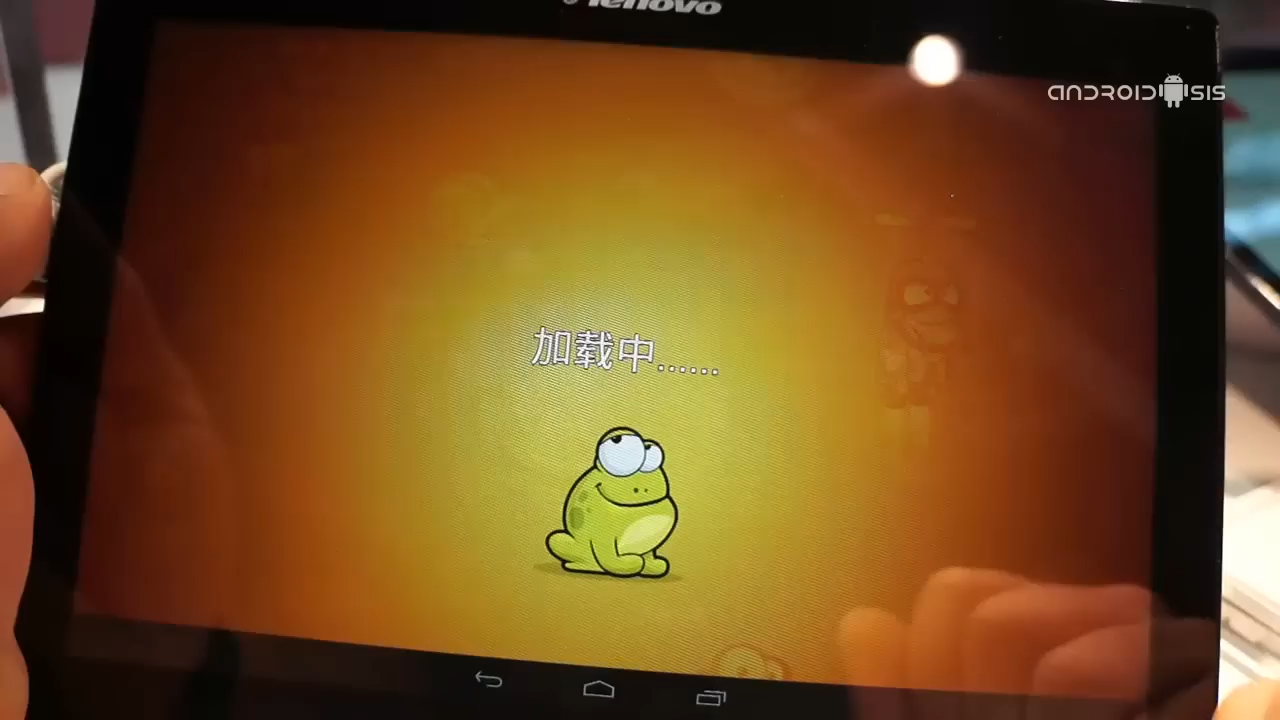 lenovo
ANDROIDSIS
加载中......